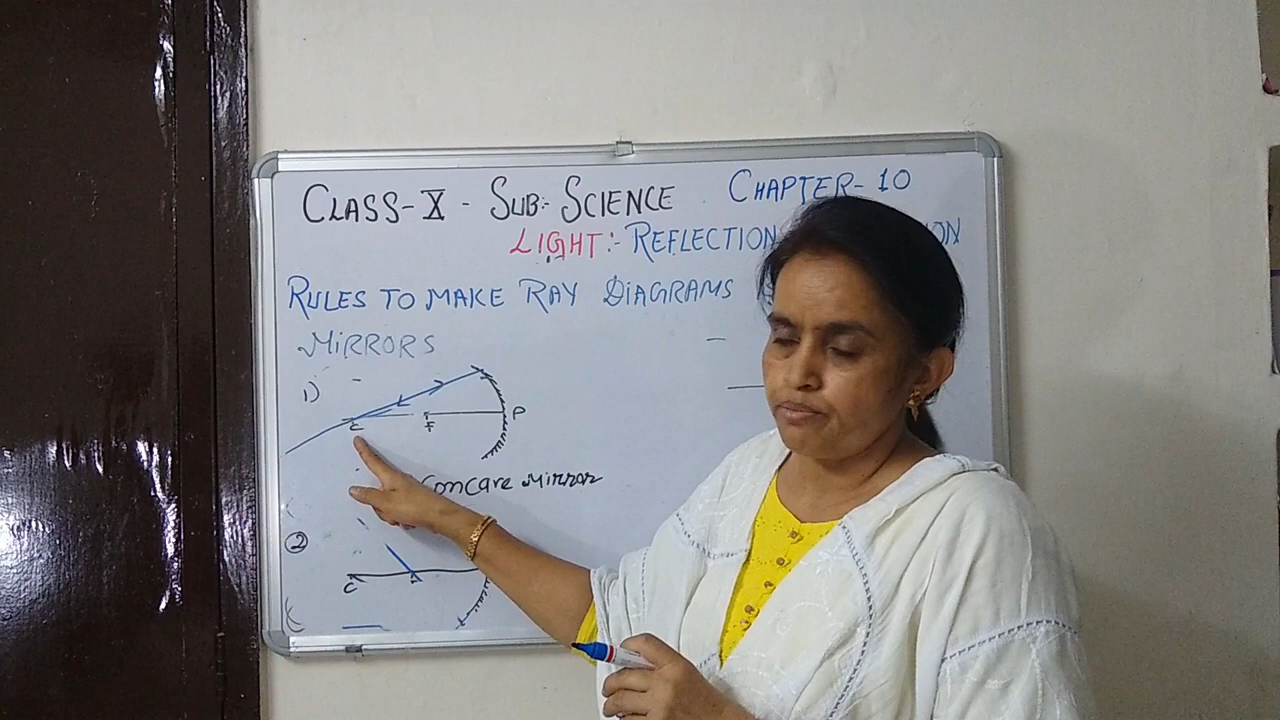 CLASS-X - SUB:- SCIENCE . CHAPTER-10
LIGHT:- REFLECTION
RULES TO MAKE RAY DIAGRAMS
MIRRORS
1)
C F P
Concave Mirror
2
C